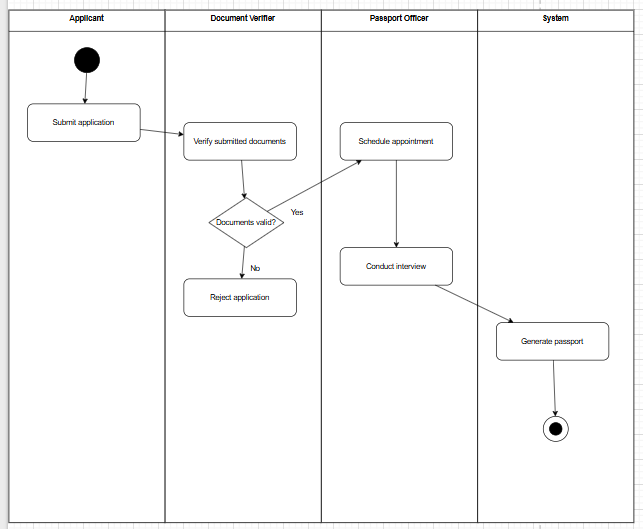 Applicant
Document Verifier
Passport Officer
System
Submit application
Verify submitted documents
Schedule appointment
Documents valid?
Yes
No
Conduct interview
Reject application
Generate passport